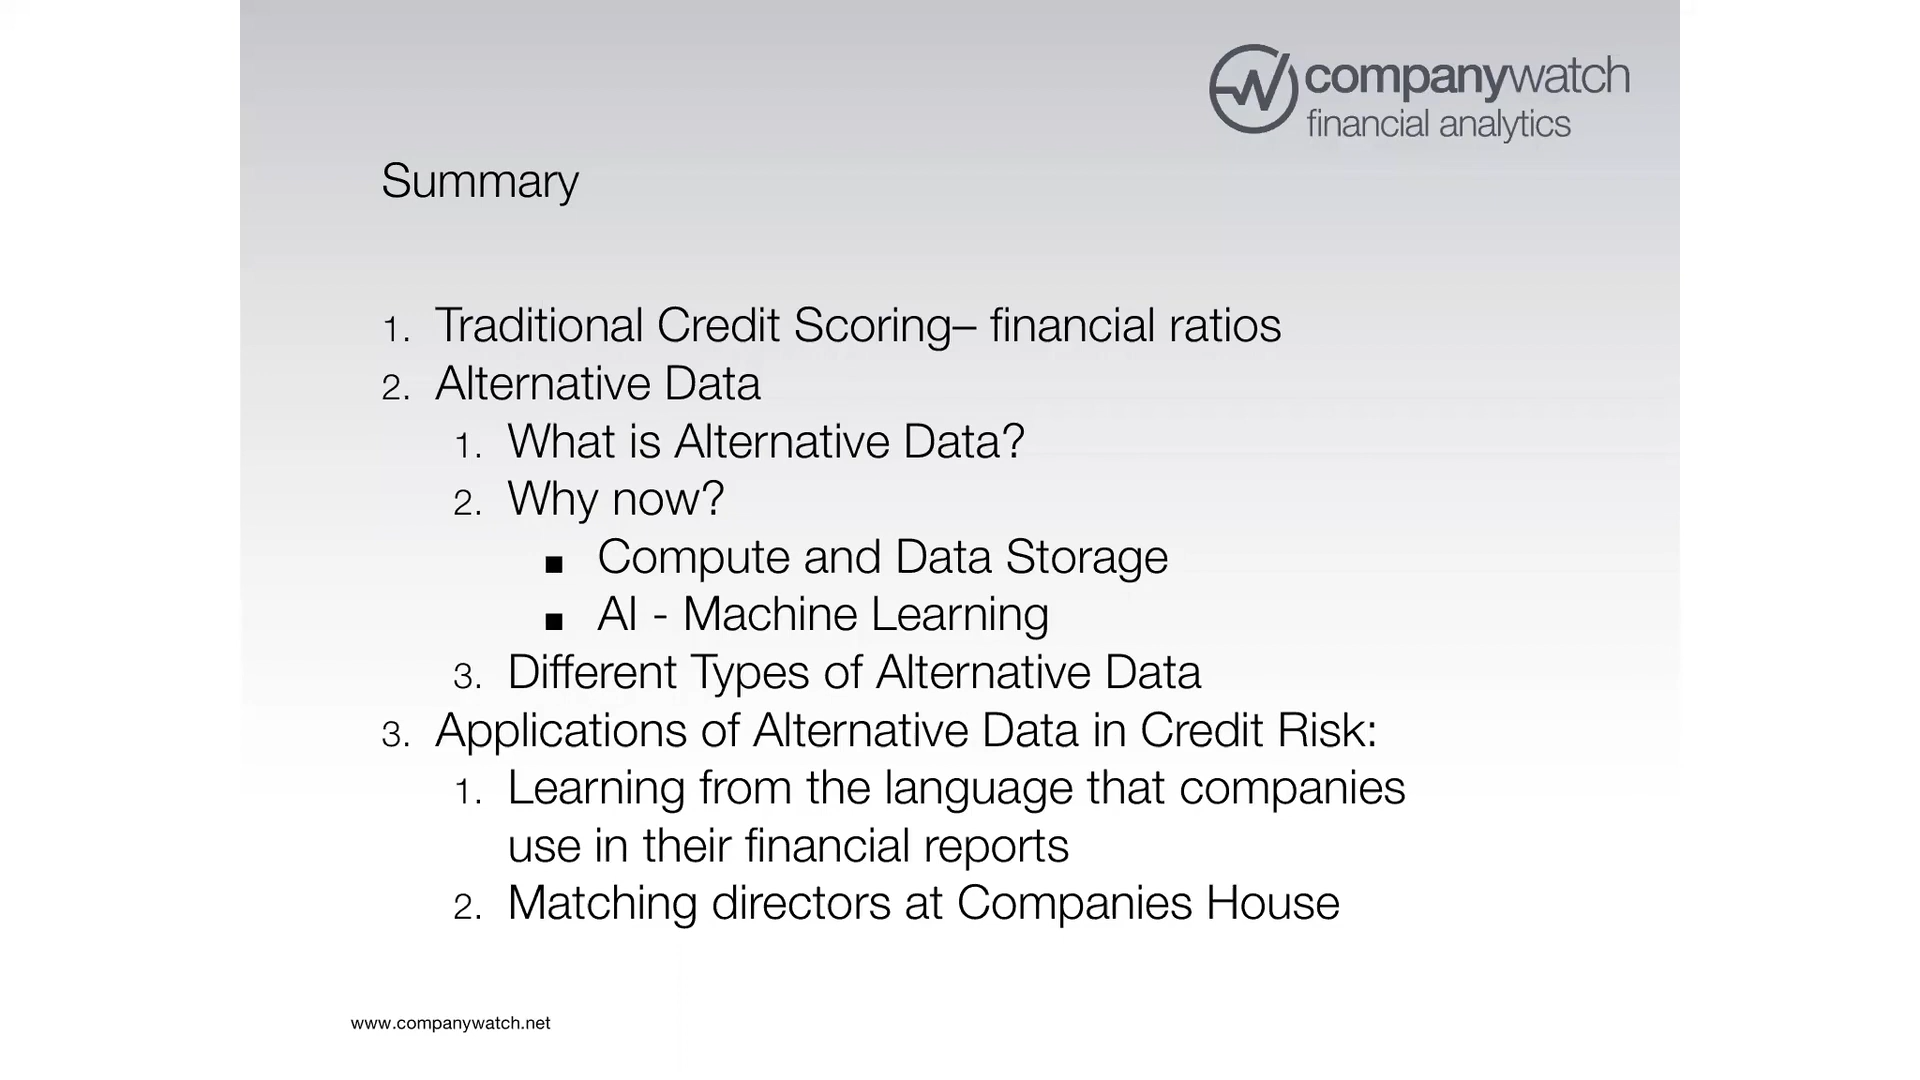 companywatch
financial analytics
Summary
1. Traditional Credit Scoring– financial ratios
2. Alternative Data
1. What is Alternative Data?
2. Why now?
■ Compute and Data Storage
■ AI - Machine Learning
3. Different Types of Alternative Data
3. Applications of Alternative Data in Credit Risk:
1. Learning from the language that companies
use in their financial reports
2. Matching directors at Companies House
www.companywatch.net